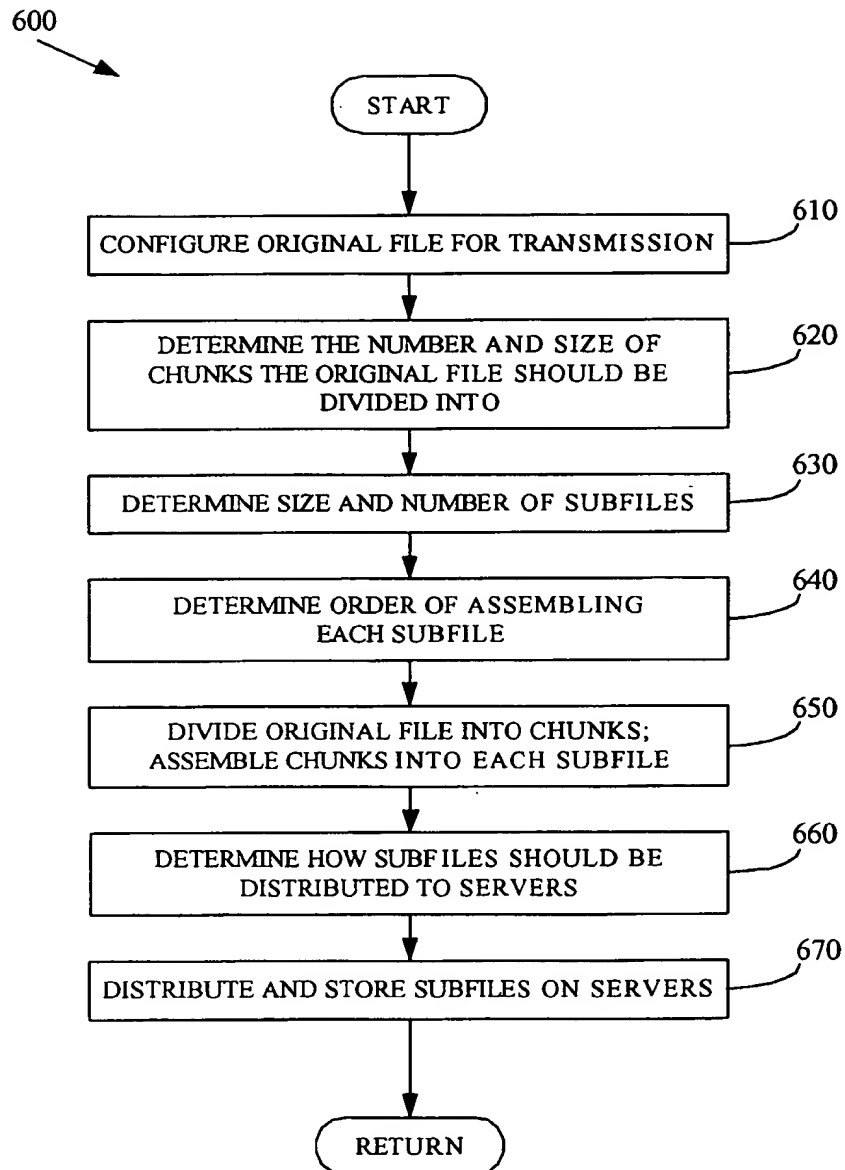 600
START
610
CONFIGURE ORIGINAL FILE FOR TRANSMISSION
620
DETERMINE THE NUMBER AND SIZE OF
CHUNKS THE ORIGINAL FILE SHOULD BE
DIVIDED INTO
630
DETERMINE SIZE AND NUMBER OF SUBFILES
640
DETERMINE ORDER OF ASSEMBLING
EACH SUBFILE
650
DIVIDE ORIGINAL FILE INTO CHUNKS;
ASSEMBLE CHUNKS INTO EACH SUBFILE
660
DETERMINE HOW SUBFILES SHOULD BE
DISTRIBUTED TO SERVERS
670
DISTRIBUTE AND STORE SUBFILES ON SERVERS
RETURN